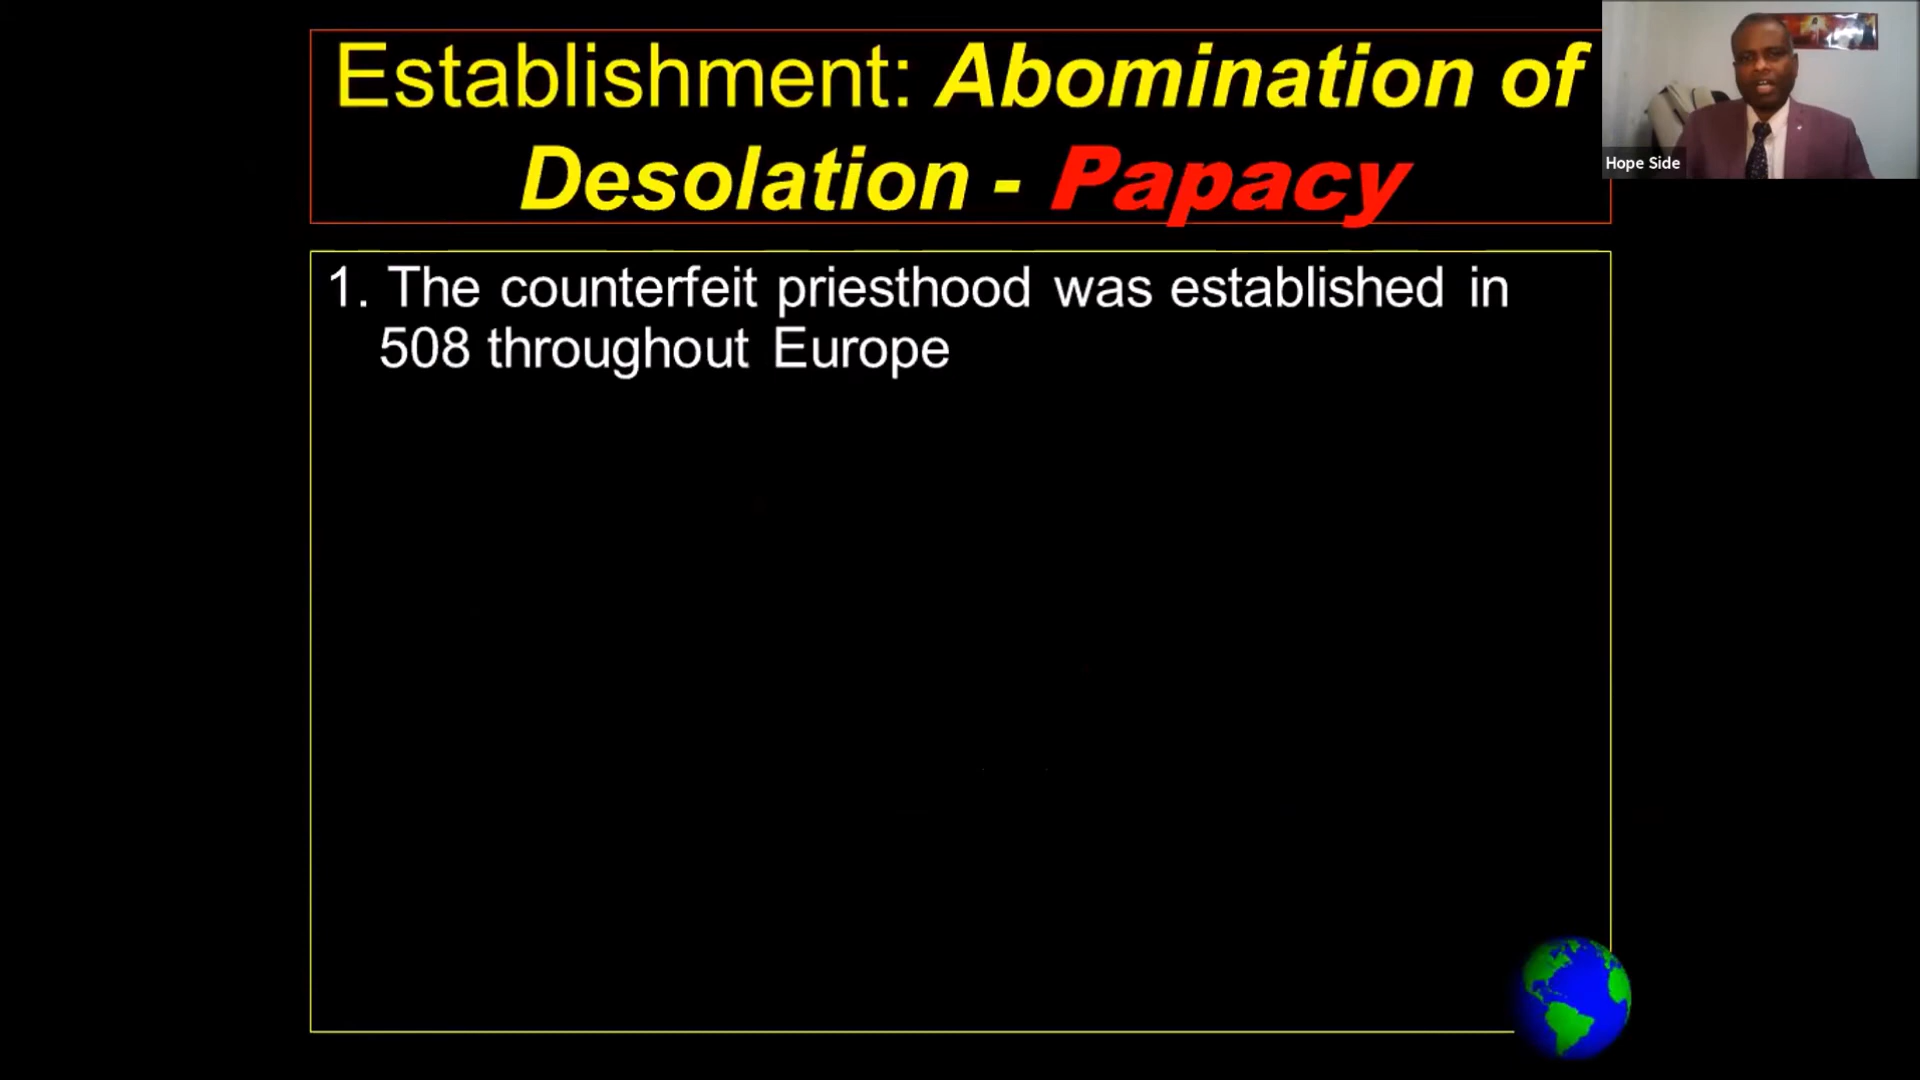 Establishment: Abomination of
Desolation - Papacy
Hope Side
1. The counterfeit priesthood was established in
508 throughout Europe